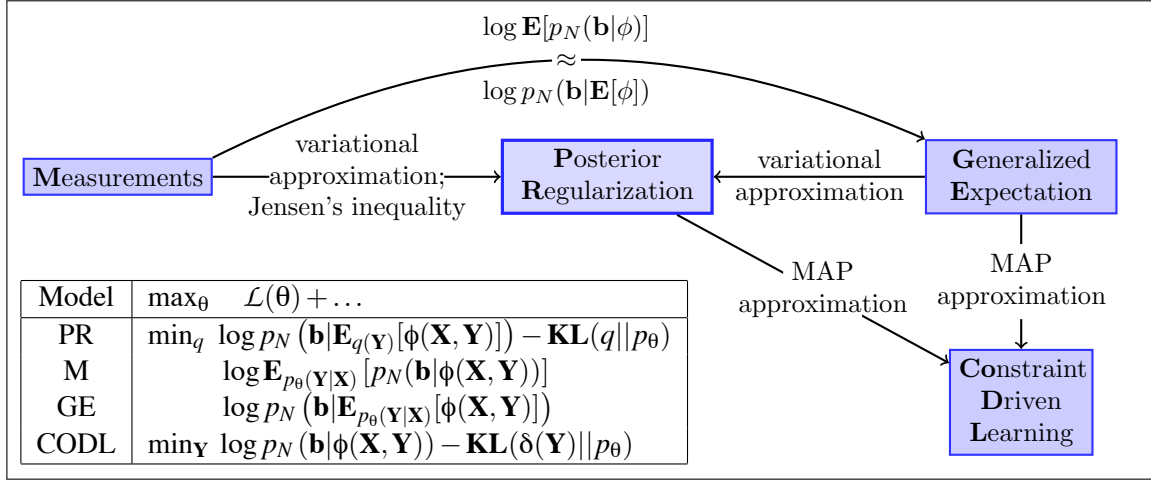 log E[p_N(b|ϕ)]
≈
log p_N(b|E[ϕ])
Measurements
variational
approximation;
Jensen's inequality
Posterior
Regularization
variational
approximation
Generalized
Expectation
MAP
approximation
MAP
approximation
Constraint
Driven
Learning
Model max_θ ℒ(θ) + …
PR min_q log p_N (b|E_{q(Y)}[ϕ(X,Y)]) − KL(q||p_θ)
M log E_{p_θ(Y|X)} [p_N(b|ϕ(X,Y))]
GE log p_N (b|E_{p_θ(Y|X)}[ϕ(X,Y)])
CODL min_Y log p_N(b|ϕ(X,Y)) − KL(δ(Y)||p_θ)